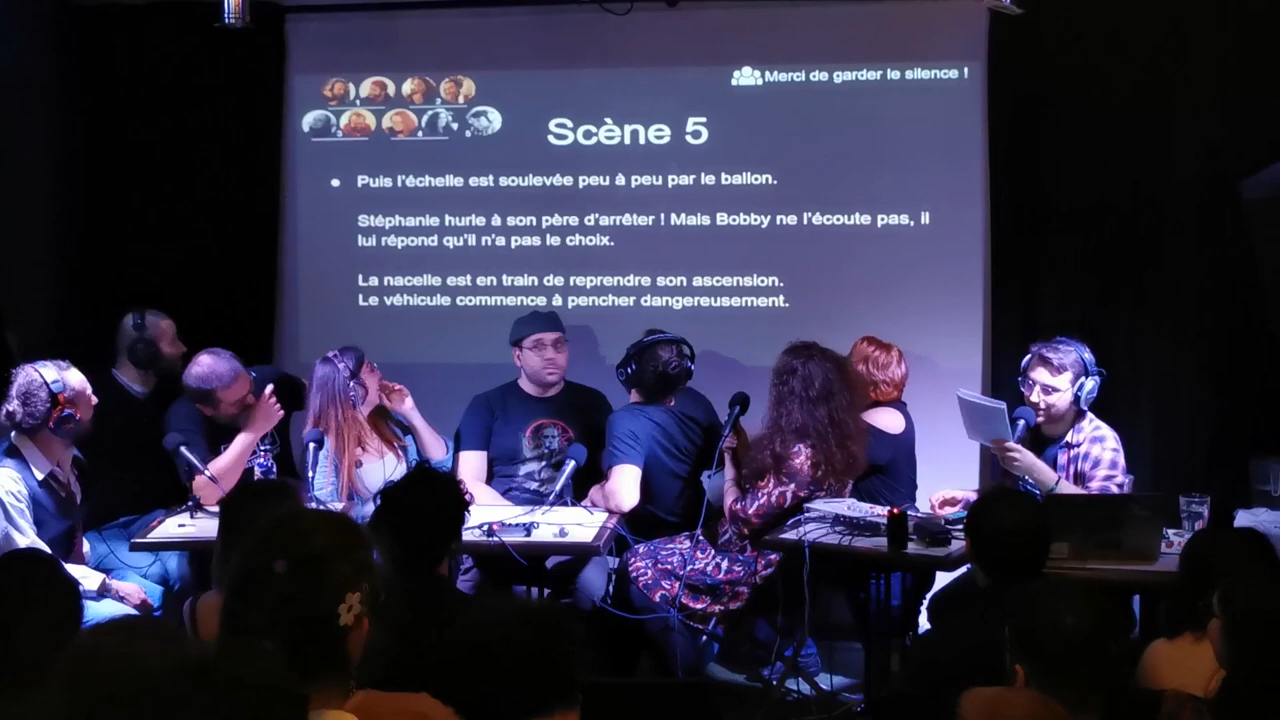 Merci de garder le silence !
Scène 5
Puis l'échelle est soulevée peu à peu par le ballon.
Stéphanie hurle à son père d'arrêter ! Mais Bobby ne l'écoute pas, il
lui répond qu'il n'a pas le choix.
La nacelle est en train de reprendre son ascension.
Le véhicule commence à pencher dangereusement.